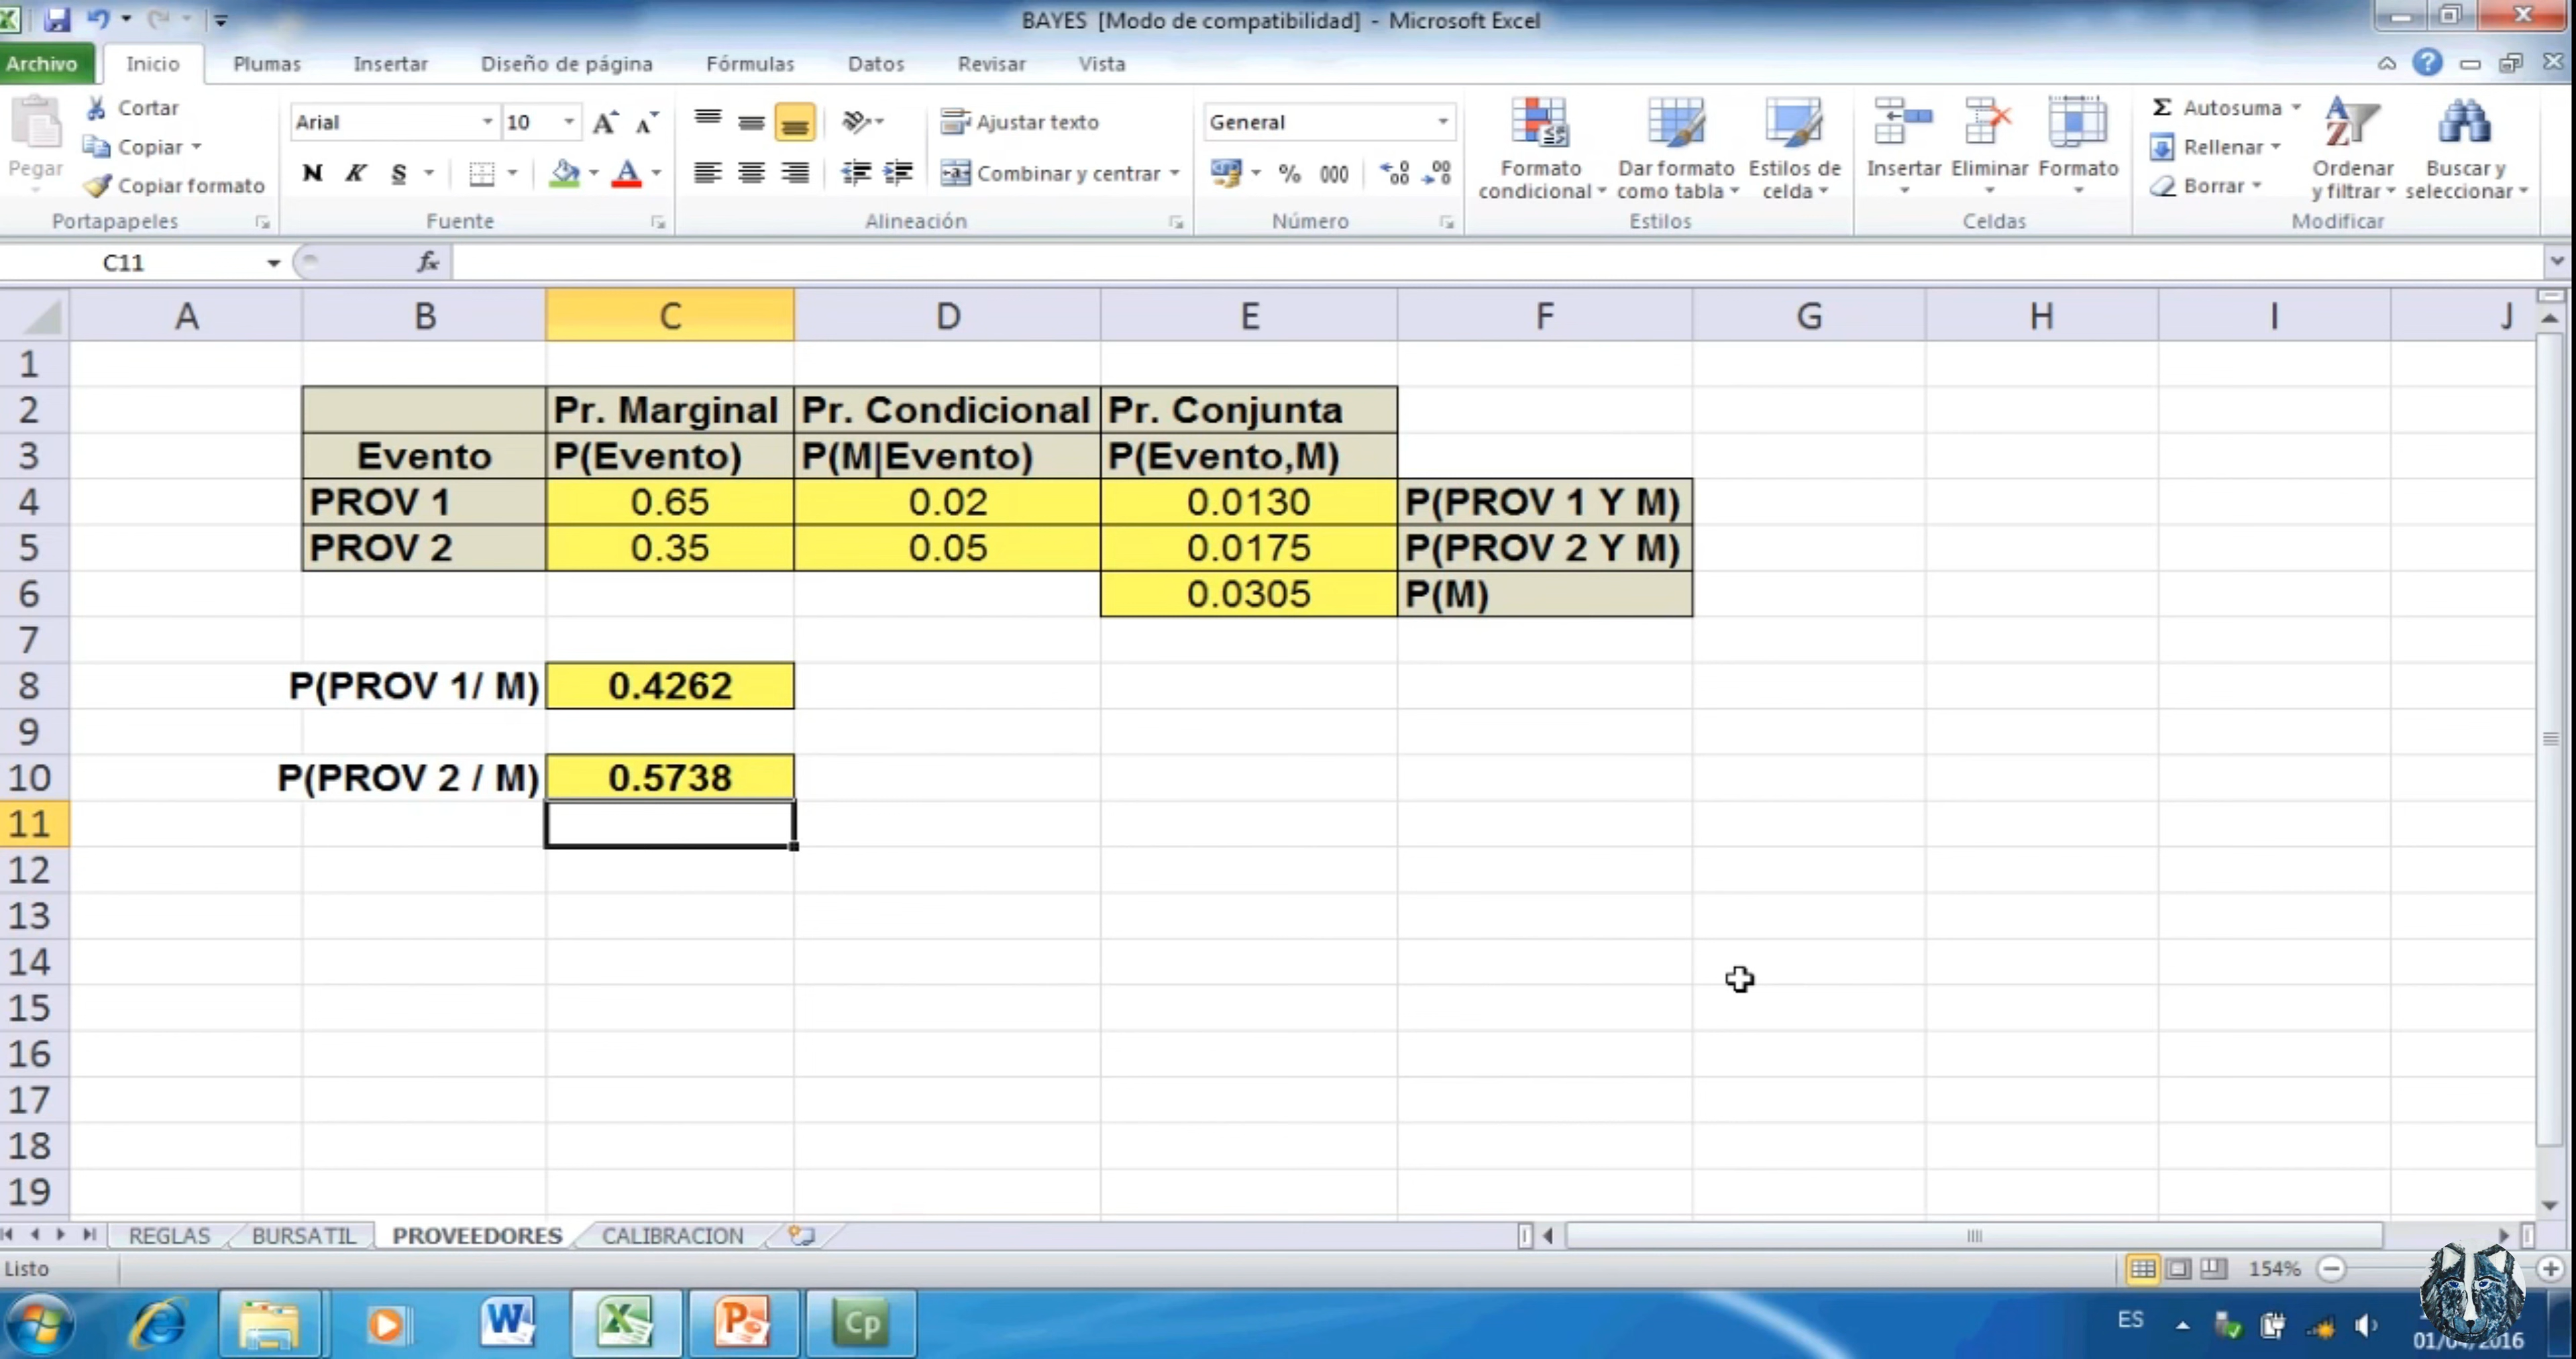 BAYES [Modo de compatibilidad] - Microsoft Excel
Archivo Inicio Plumas Insertar Diseño de página Fórmulas Datos Revisar Vista
Pegar
Cortar
Copiar
Copiar formato
Portapapeles
Arial 10
N K S
Fuente
Ajustar texto
Combinar y centrar
Alineación
General
% 000
Número
Formato condicional
Dar formato como tabla
Estilos de celda
Estilos
Insertar Eliminar Formato
Celdas
Σ Autosuma
Rellenar
Borrar
Ordenar y filtrar
Buscar y seleccionar
Modificar
C11 fx
A B C D E F G H I J
1
2 Pr. Marginal Pr. Condicional Pr. Conjunta
3 Evento P(Evento) P(M|Evento) P(Evento,M)
4 PROV 1 0.65 0.02 0.0130 P(PROV 1 Y M)
5 PROV 2 0.35 0.05 0.0175 P(PROV 2 Y M)
6 0.0305 P(M)
7
8 P(PROV 1/ M) 0.4262
9
10 P(PROV 2 / M) 0.5738
11
12
13
14
15
16
17
18
19
REGLAS BURSATIL PROVEEDORES CALIBRACION
Listo 154%
Cp
ES